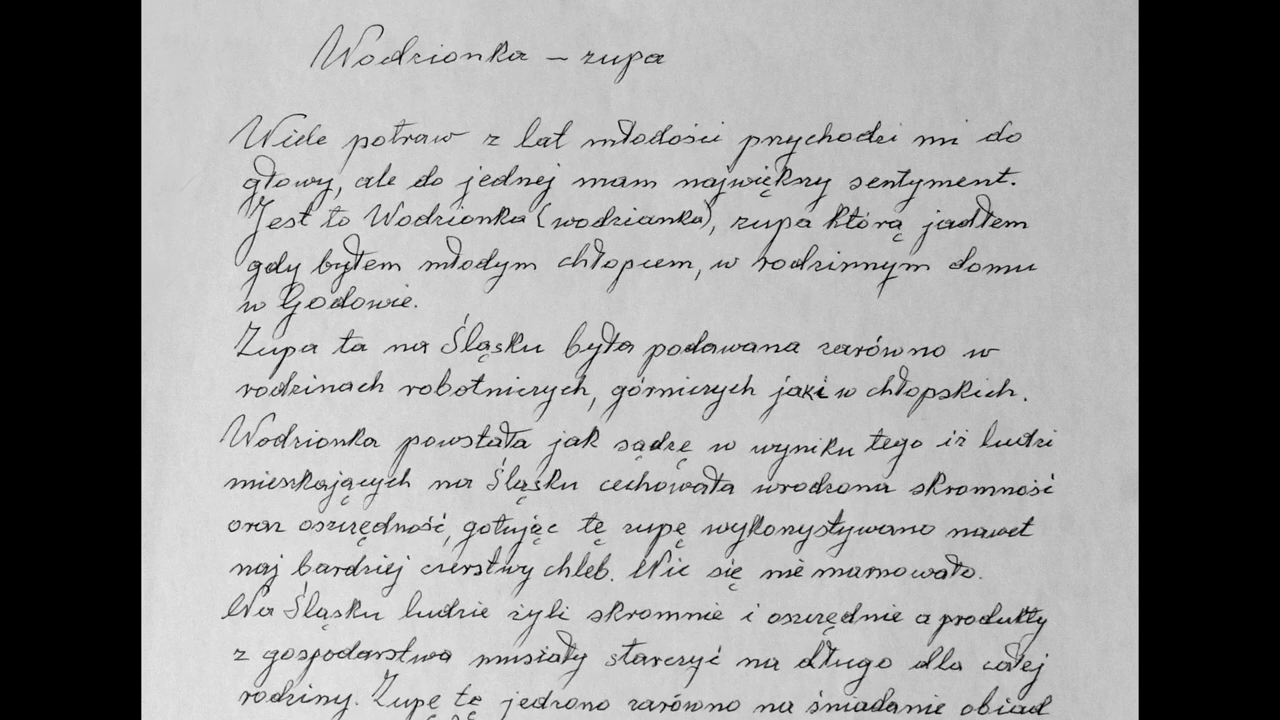 Wodzionka – zupa
Wiele potraw z lat młodości przychodzi mi do
głowy, ale do jednej mam największy sentyment.
Jest to Wodzionka (wodzianka), zupa którą jadłem
gdy byłem młodym chłopcem, w rodzinnym domu
w Godowie.
Zupa ta na Śląsku była podawana zarówno w
rodzinach robotniczych, górniczych jak i w chłopskich.
Wodzionka powstała jak sądzę w wyniku tego iż ludzi
mieszkających na Śląsku cechowała wrodzona skromność
oraz oszczędność, gotując tę zupę wykorzystywano nawet
naj bardziej czerstwy chleb. Nic się nie marnowało.
Na Śląsku ludzie żyli skromnie i oszczędnie a produkty
z gospodarstwa musiały starczyć na długo dla całej
rodziny. Zupę tę jedzono zarówno na śniadanie obiad